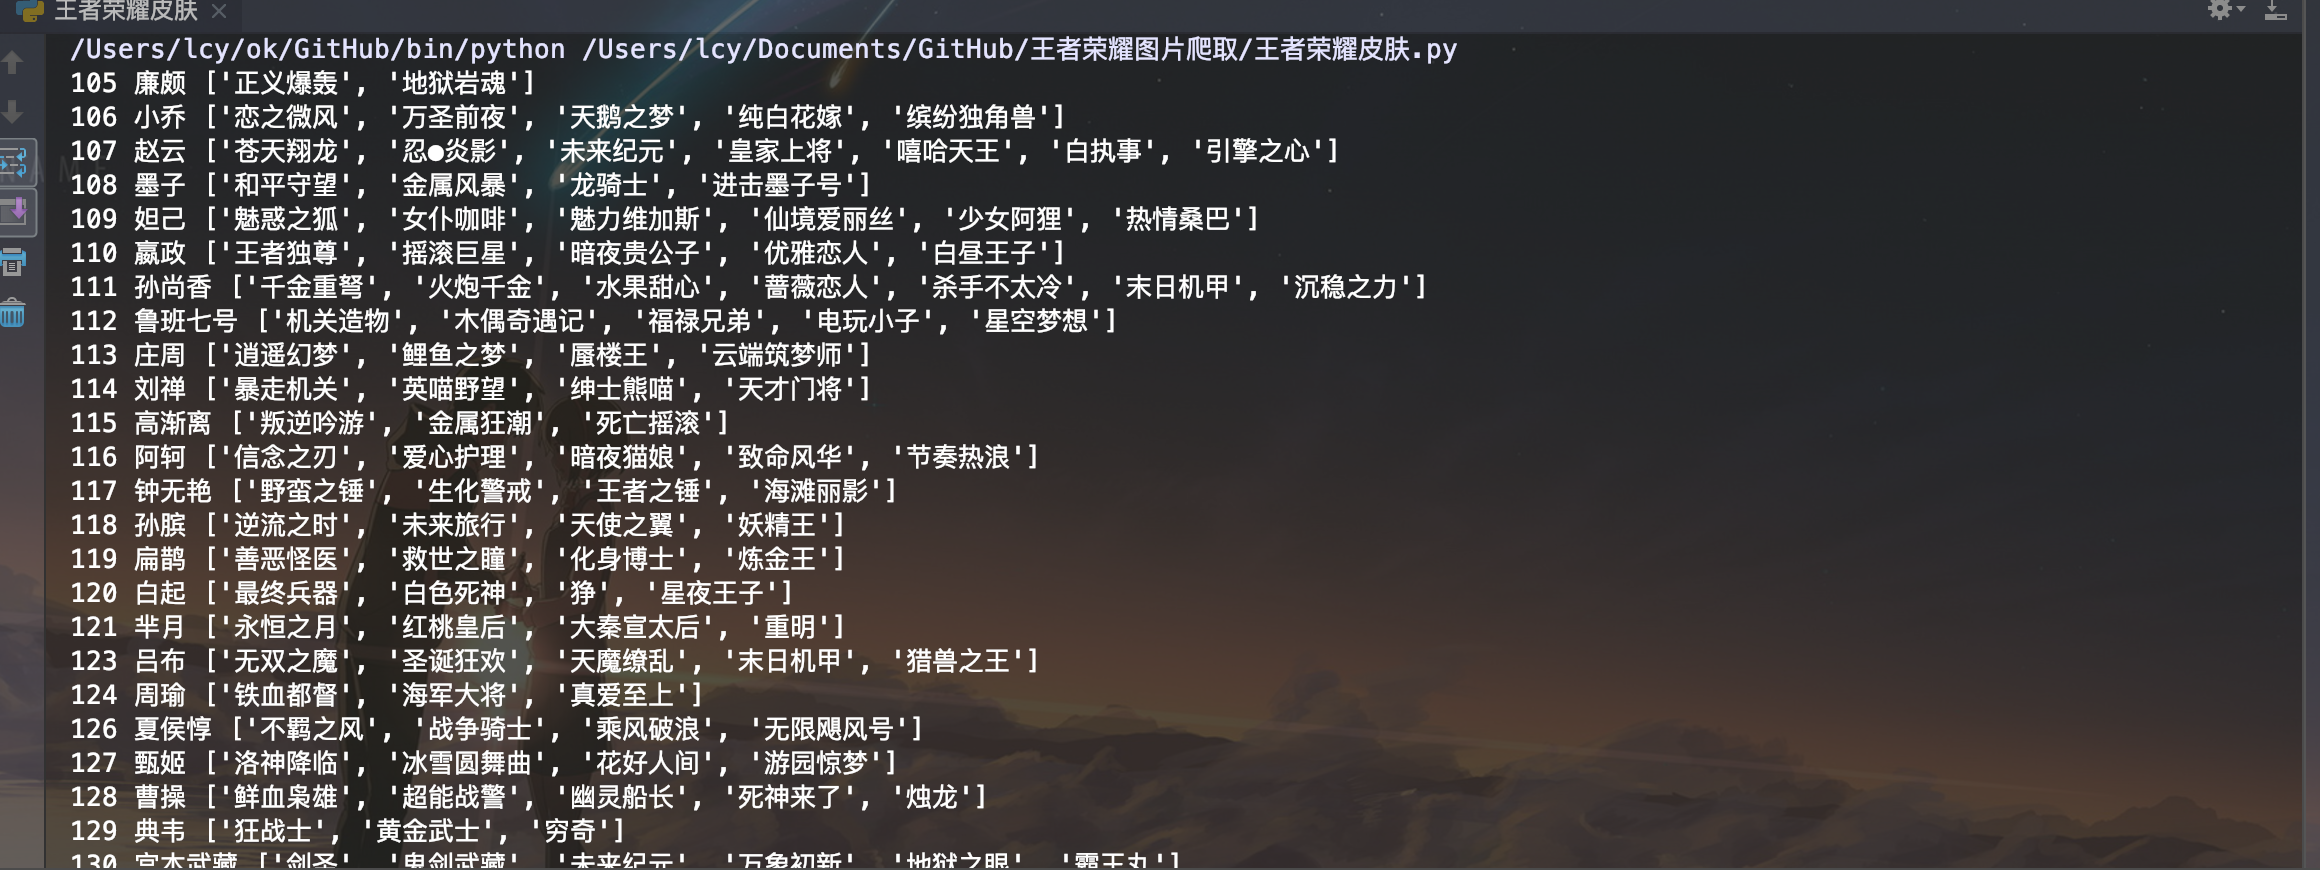 王者荣耀皮肤
/Users/lcy/ok/GitHub/bin/python /Users/lcy/Documents/GitHub/王者荣耀图片爬取/王者荣耀皮肤.py
105 廉颇 ['正义爆轰', '地狱岩魂']
106 小乔 ['恋之微风', '万圣前夜', '天鹅之梦', '纯白花嫁', '缤纷独角兽']
107 赵云 ['苍天翔龙', '忍●炎影', '未来纪元', '皇家上将', '嘻哈天王', '白执事', '引擎之心']
108 墨子 ['和平守望', '金属风暴', '龙骑士', '进击墨子号']
109 妲己 ['魅惑之狐', '女仆咖啡', '魅力维加斯', '仙境爱丽丝', '少女阿狸', '热情桑巴']
110 嬴政 ['王者独尊', '摇滚巨星', '暗夜贵公子', '优雅恋人', '白昼王子']
111 孙尚香 ['千金重弩', '火炮千金', '水果甜心', '蔷薇恋人', '杀手不太冷', '末日机甲', '沉稳之力']
112 鲁班七号 ['机关造物', '木偶奇遇记', '福禄兄弟', '电玩小子', '星空梦想']
113 庄周 ['逍遥幻梦', '鲤鱼之梦', '蜃楼王', '云端筑梦师']
114 刘禅 ['暴走机关', '英喵野望', '绅士熊喵', '天才门将']
115 高渐离 ['叛逆吟游', '金属狂潮', '死亡摇滚']
116 阿轲 ['信念之刃', '爱心护理', '暗夜猫娘', '致命风华', '节奏热浪']
117 钟无艳 ['野蛮之锤', '生化警戒', '王者之锤', '海滩丽影']
118 孙膑 ['逆流之时', '未来旅行', '天使之翼', '妖精王']
119 扁鹊 ['善恶怪医', '救世之瞳', '化身博士', '炼金王']
120 白起 ['最终兵器', '白色死神', '狰', '星夜王子']
121 芈月 ['永恒之月', '红桃皇后', '大秦宣太后', '重明']
123 吕布 ['无双之魔', '圣诞狂欢', '天魔缭乱', '末日机甲', '猎兽之王']
124 周瑜 ['铁血都督', '海军大将', '真爱至上']
126 夏侯惇 ['不羁之风', '战争骑士', '乘风破浪', '无限飓风号']
127 甄姬 ['洛神降临', '冰雪圆舞曲', '花好人间', '游园惊梦']
128 曹操 ['鲜血枭雄', '超能战警', '幽灵船长', '死神来了', '烛龙']
129 典韦 ['狂战士', '黄金武士', '穷奇']
130 宫本武藏 ['剑圣', '鬼剑武藏', '未来纪元', '万象初新', '地狱之眼', '霸王丸']